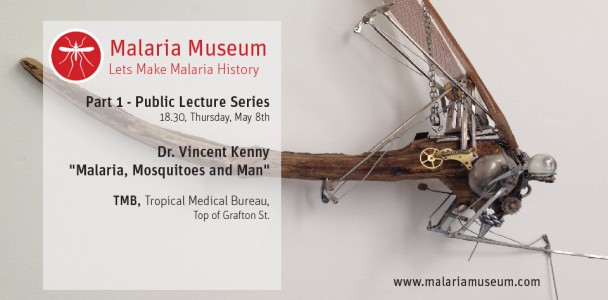 Malaria Museum
Lets Make Malaria History
Part 1 - Public Lecture Series
18.30, Thursday, May 8th
Dr. Vincent Kenny
"Malaria, Mosquitoes and Man"
TMB, Tropical Medical Bureau,
Top of Grafton St.
www.malariamuseum.com